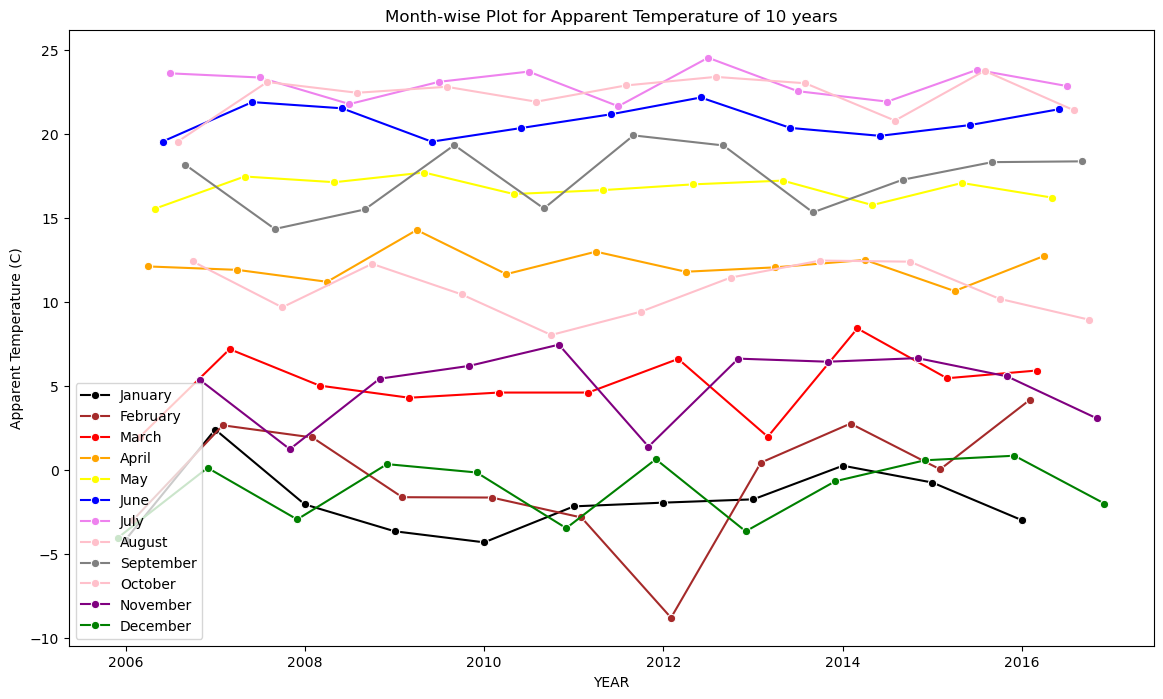 Month-wise Plot for Apparent Temperature of 10 years
Apparent Temperature (C)
25
20
15
10
5
0
−5
−10
January
February
March
April
May
June
July
August
September
October
November
December
2006 2008 2010 2012 2014 2016
YEAR